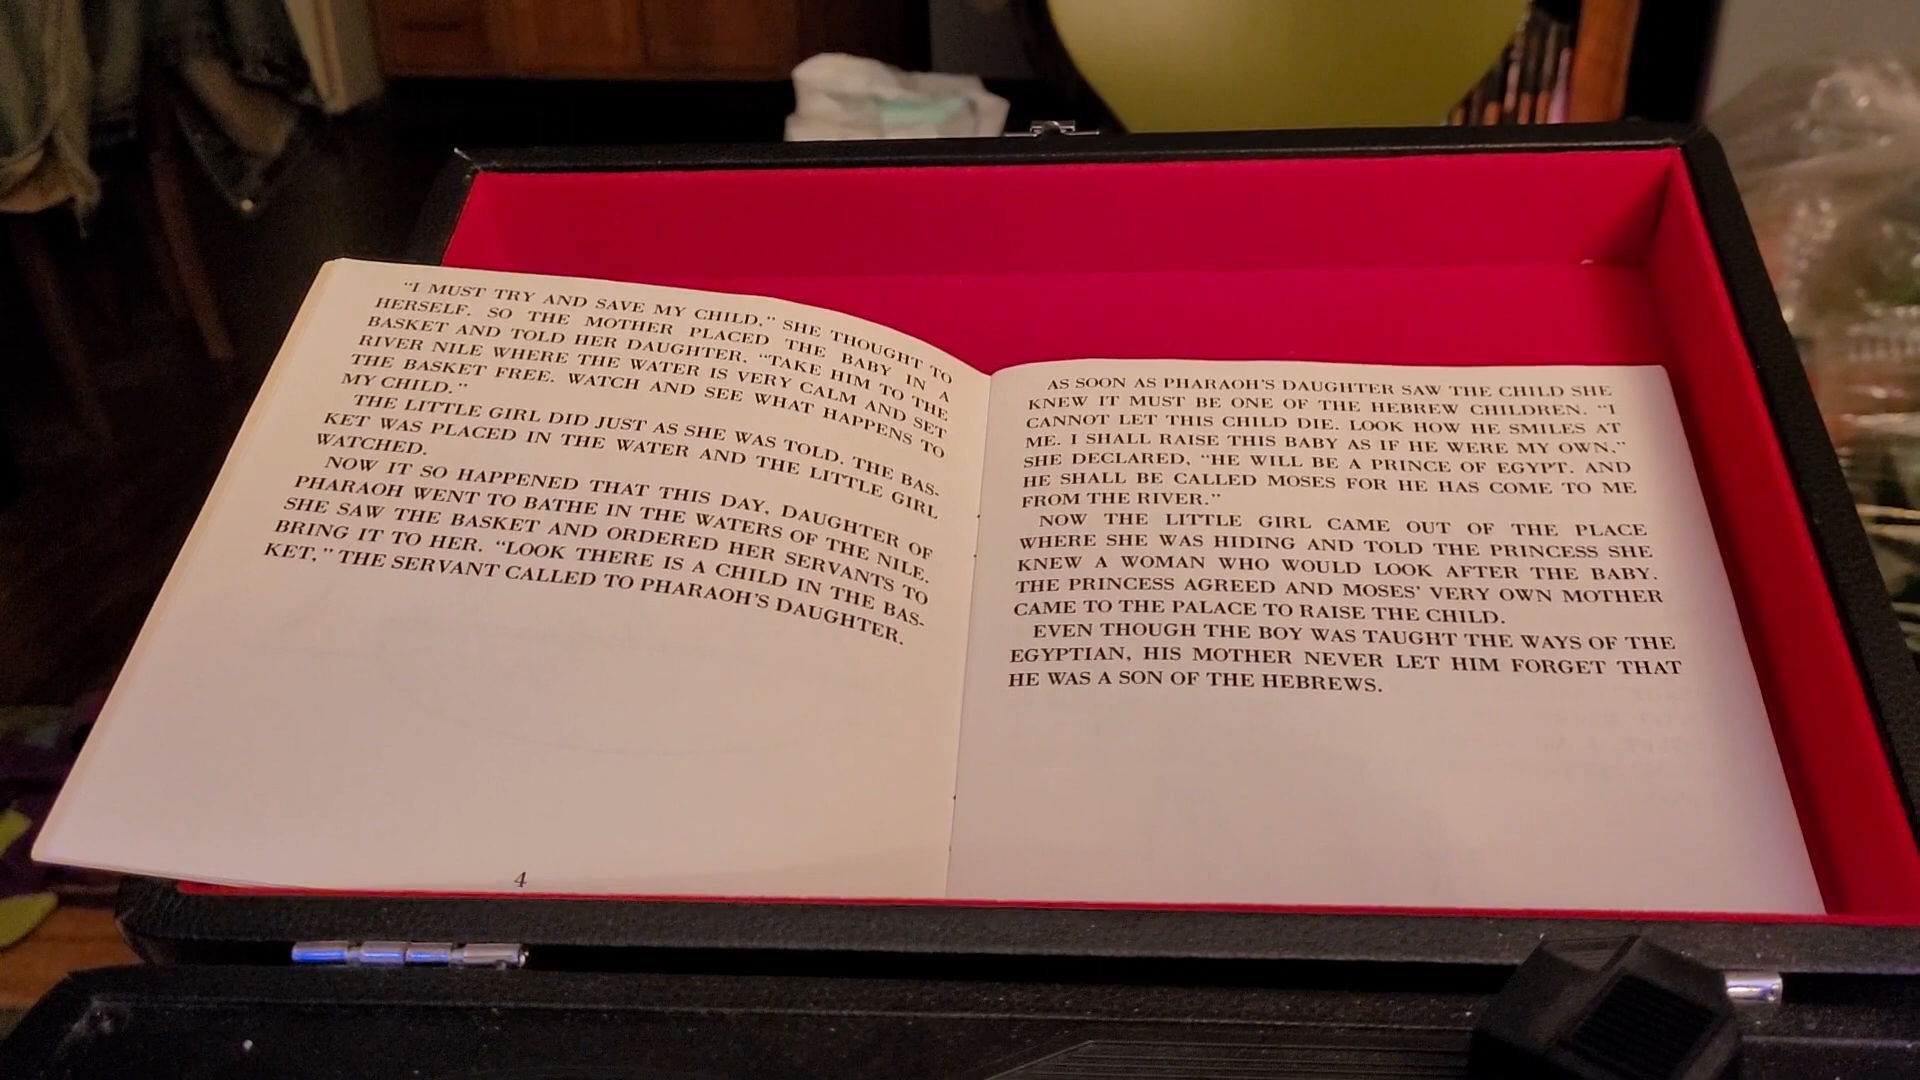 "I MUST TRY AND SAVE MY CHILD," SHE THOUGHT TO
HERSELF. SO THE MOTHER PLACED THE BABY IN A
BASKET AND TOLD HER DAUGHTER, "TAKE HIM TO THE
RIVER NILE WHERE THE WATER IS VERY CALM AND SET
THE BASKET FREE. WATCH AND SEE WHAT HAPPENS TO
MY CHILD."
THE LITTLE GIRL DID JUST AS SHE WAS TOLD. THE BAS-
KET WAS PLACED IN THE WATER AND THE LITTLE GIRL
WATCHED.
NOW IT SO HAPPENED THAT THIS DAY, DAUGHTER OF
PHARAOH WENT TO BATHE IN THE WATERS OF THE NILE.
SHE SAW THE BASKET AND ORDERED HER SERVANTS TO
BRING IT TO HER. "LOOK THERE IS A CHILD IN THE BAS-
KET," THE SERVANT CALLED TO PHARAOH'S DAUGHTER.
4
AS SOON AS PHARAOH'S DAUGHTER SAW THE CHILD SHE
KNEW IT MUST BE ONE OF THE HEBREW CHILDREN. "I
CANNOT LET THIS CHILD DIE. LOOK HOW HE SMILES AT
ME. I SHALL RAISE THIS BABY AS IF HE WERE MY OWN,"
SHE DECLARED, "HE WILL BE A PRINCE OF EGYPT. AND
HE SHALL BE CALLED MOSES FOR HE HAS COME TO ME
FROM THE RIVER."
NOW THE LITTLE GIRL CAME OUT OF THE PLACE
WHERE SHE WAS HIDING AND TOLD THE PRINCESS SHE
KNEW A WOMAN WHO WOULD LOOK AFTER THE BABY.
THE PRINCESS AGREED AND MOSES' VERY OWN MOTHER
CAME TO THE PALACE TO RAISE THE CHILD.
EVEN THOUGH THE BOY WAS TAUGHT THE WAYS OF THE
EGYPTIAN, HIS MOTHER NEVER LET HIM FORGET THAT
HE WAS A SON OF THE HEBREWS.